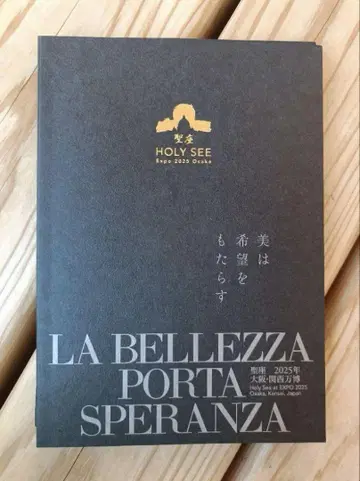 聖座
HOLY SEE
Expo 2025 Osaka
美は
希望を
もたらす
LA BELLEZZA
PORTA
SPERANZA
聖座 2025年
大阪・関西万博
Holy See at EXPO 2025
Osaka, Kansai, Japan